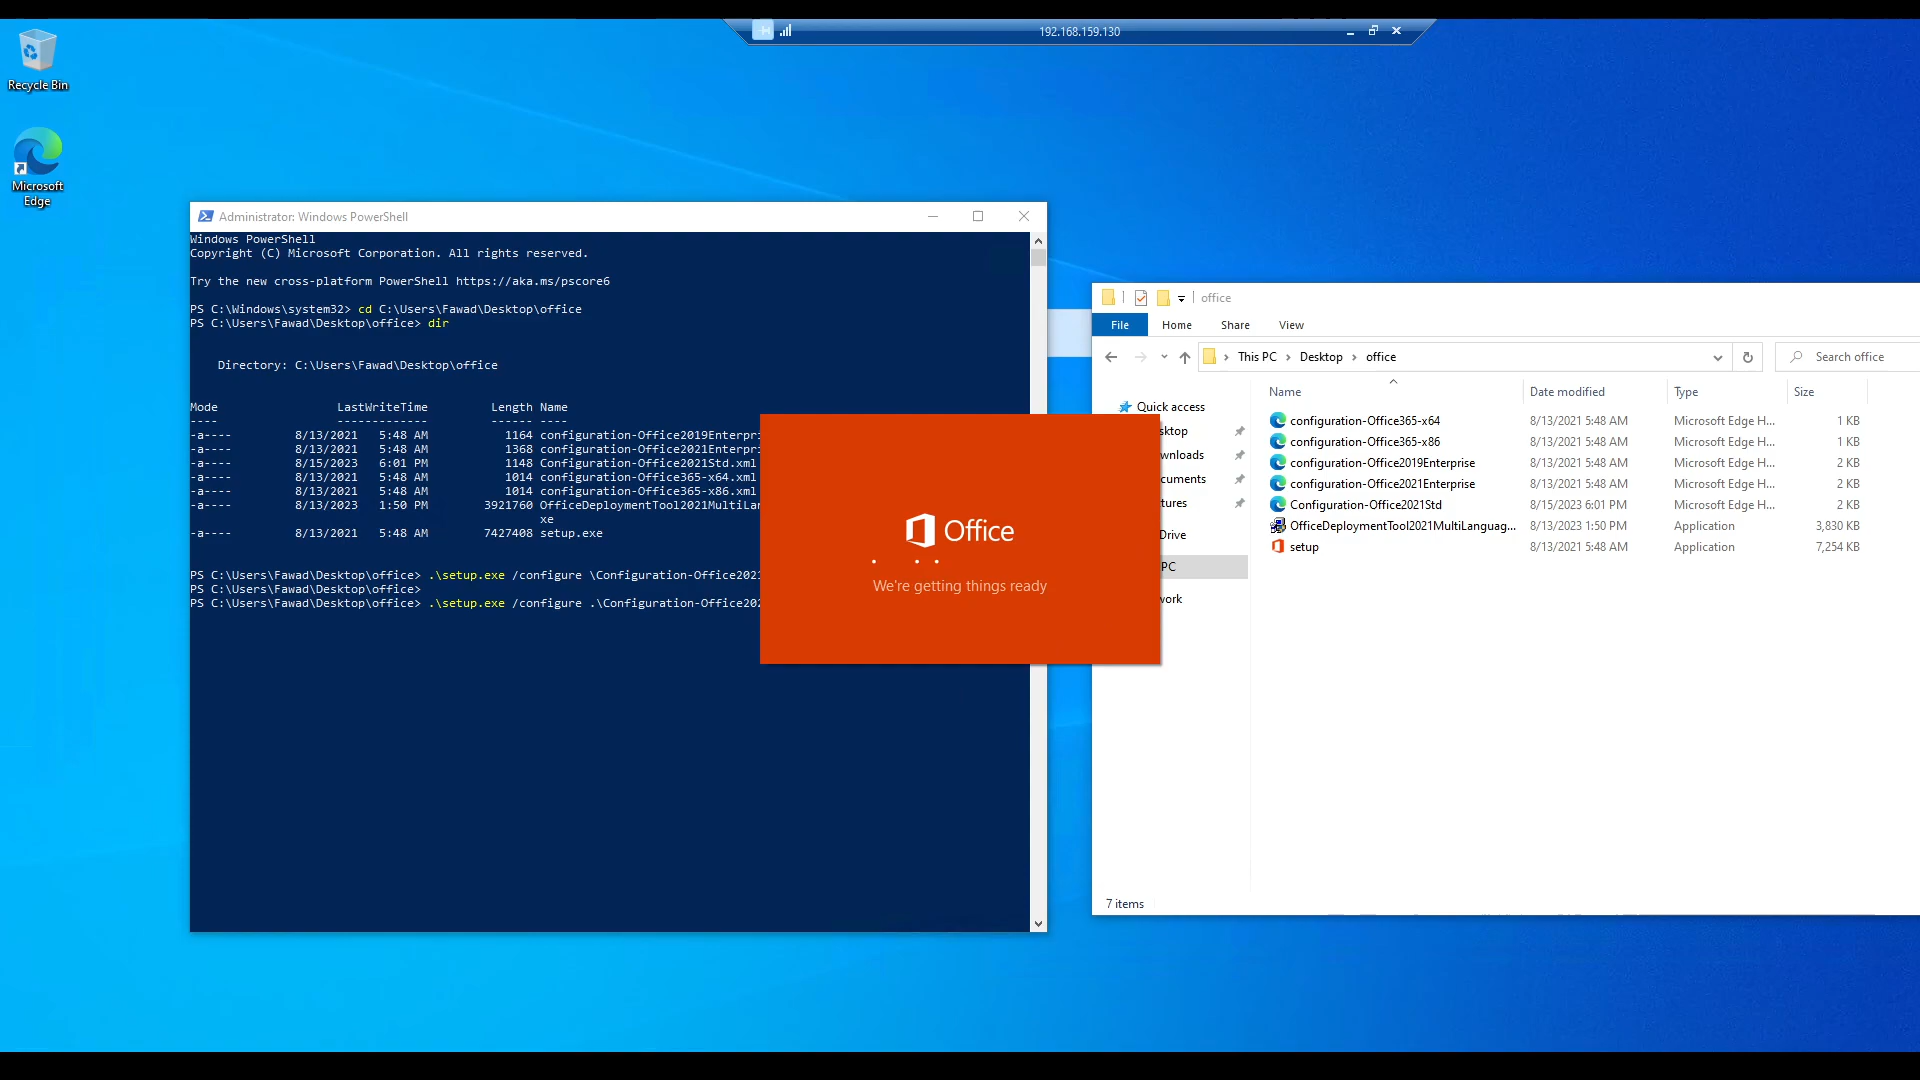 192.168.159.130
Recycle Bin
Microsoft
Edge
Administrator: Windows PowerShell
Windows PowerShell
Copyright (C) Microsoft Corporation. All rights reserved.
Try the new cross-platform PowerShell https://aka.ms/pscore6
PS C:\Windows\system32> cd C:\Users\Fawad\Desktop\office
PS C:\Users\Fawad\Desktop\office> dir
Directory: C:\Users\Fawad\Desktop\office
Mode LastWriteTime Length Name
---- ------------- ------ ----
-a---- 8/13/2021 5:48 AM 1164 configuration-Office2019Enterpri
-a---- 8/13/2021 5:48 AM 1368 configuration-Office2021Enterpri
-a---- 8/15/2023 6:01 PM 1148 Configuration-Office2021Std.xml
-a---- 8/13/2021 5:48 AM 1014 configuration-Office365-x64.xml
-a---- 8/13/2021 5:48 AM 1014 configuration-Office365-x86.xml
-a---- 8/13/2023 1:50 PM 3921760 OfficeDeploymentTool2021MultiLan
xe
-a---- 8/13/2021 5:48 AM 7427408 setup.exe
PS C:\Users\Fawad\Desktop\office> .\setup.exe /configure \Configuration-Office2021
PS C:\Users\Fawad\Desktop\office>
PS C:\Users\Fawad\Desktop\office> .\setup.exe /configure .\Configuration-Office202
Office
We're getting things ready
office
File Home Share View
This PC > Desktop > office
Search office
Name Date modified Type Size
Quick access
sktop
wnloads
cuments
tures
Drive
PC
work
configuration-Office365-x64 8/13/2021 5:48 AM Microsoft Edge H... 1 KB
configuration-Office365-x86 8/13/2021 5:48 AM Microsoft Edge H... 1 KB
configuration-Office2019Enterprise 8/13/2021 5:48 AM Microsoft Edge H... 2 KB
configuration-Office2021Enterprise 8/13/2021 5:48 AM Microsoft Edge H... 2 KB
Configuration-Office2021Std 8/15/2023 6:01 PM Microsoft Edge H... 2 KB
OfficeDeploymentTool2021MultiLanguag... 8/13/2023 1:50 PM Application 3,830 KB
setup 8/13/2021 5:48 AM Application 7,254 KB
7 items